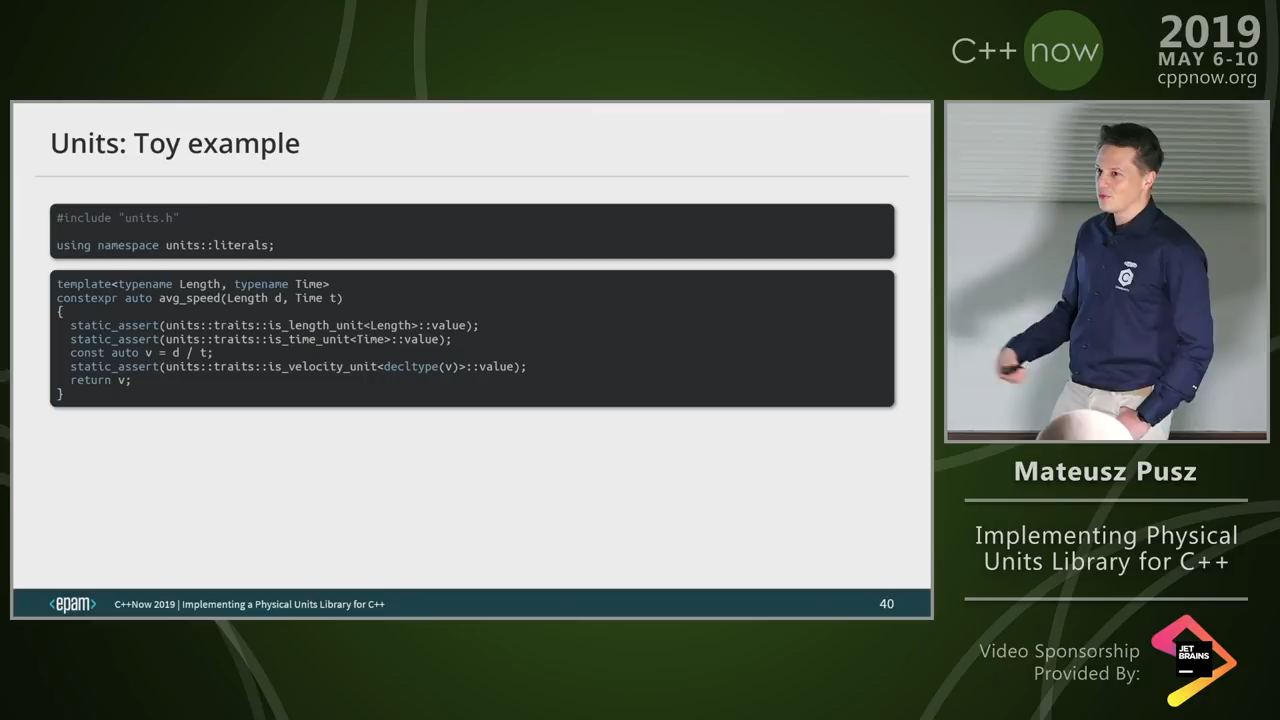 C++ now
2019
MAY 6-10
cppnow.org
Units: Toy example
#include "units.h"
using namespace units::literals;
template<typename Length, typename Time>
constexpr auto avg_speed(Length d, Time t)
{
  static_assert(units::traits::is_length_unit<Length>::value);
  static_assert(units::traits::is_time_unit<Time>::value);
  const auto v = d / t;
  static_assert(units::traits::is_velocity_unit<decltype(v)>::value);
  return v;
}
<epam>
C++Now 2019 | Implementing a Physical Units Library for C++
40
Mateusz Pusz
Implementing Physical
Units Library for C++
Video Sponsorship
Provided By:
JET
BRAINS